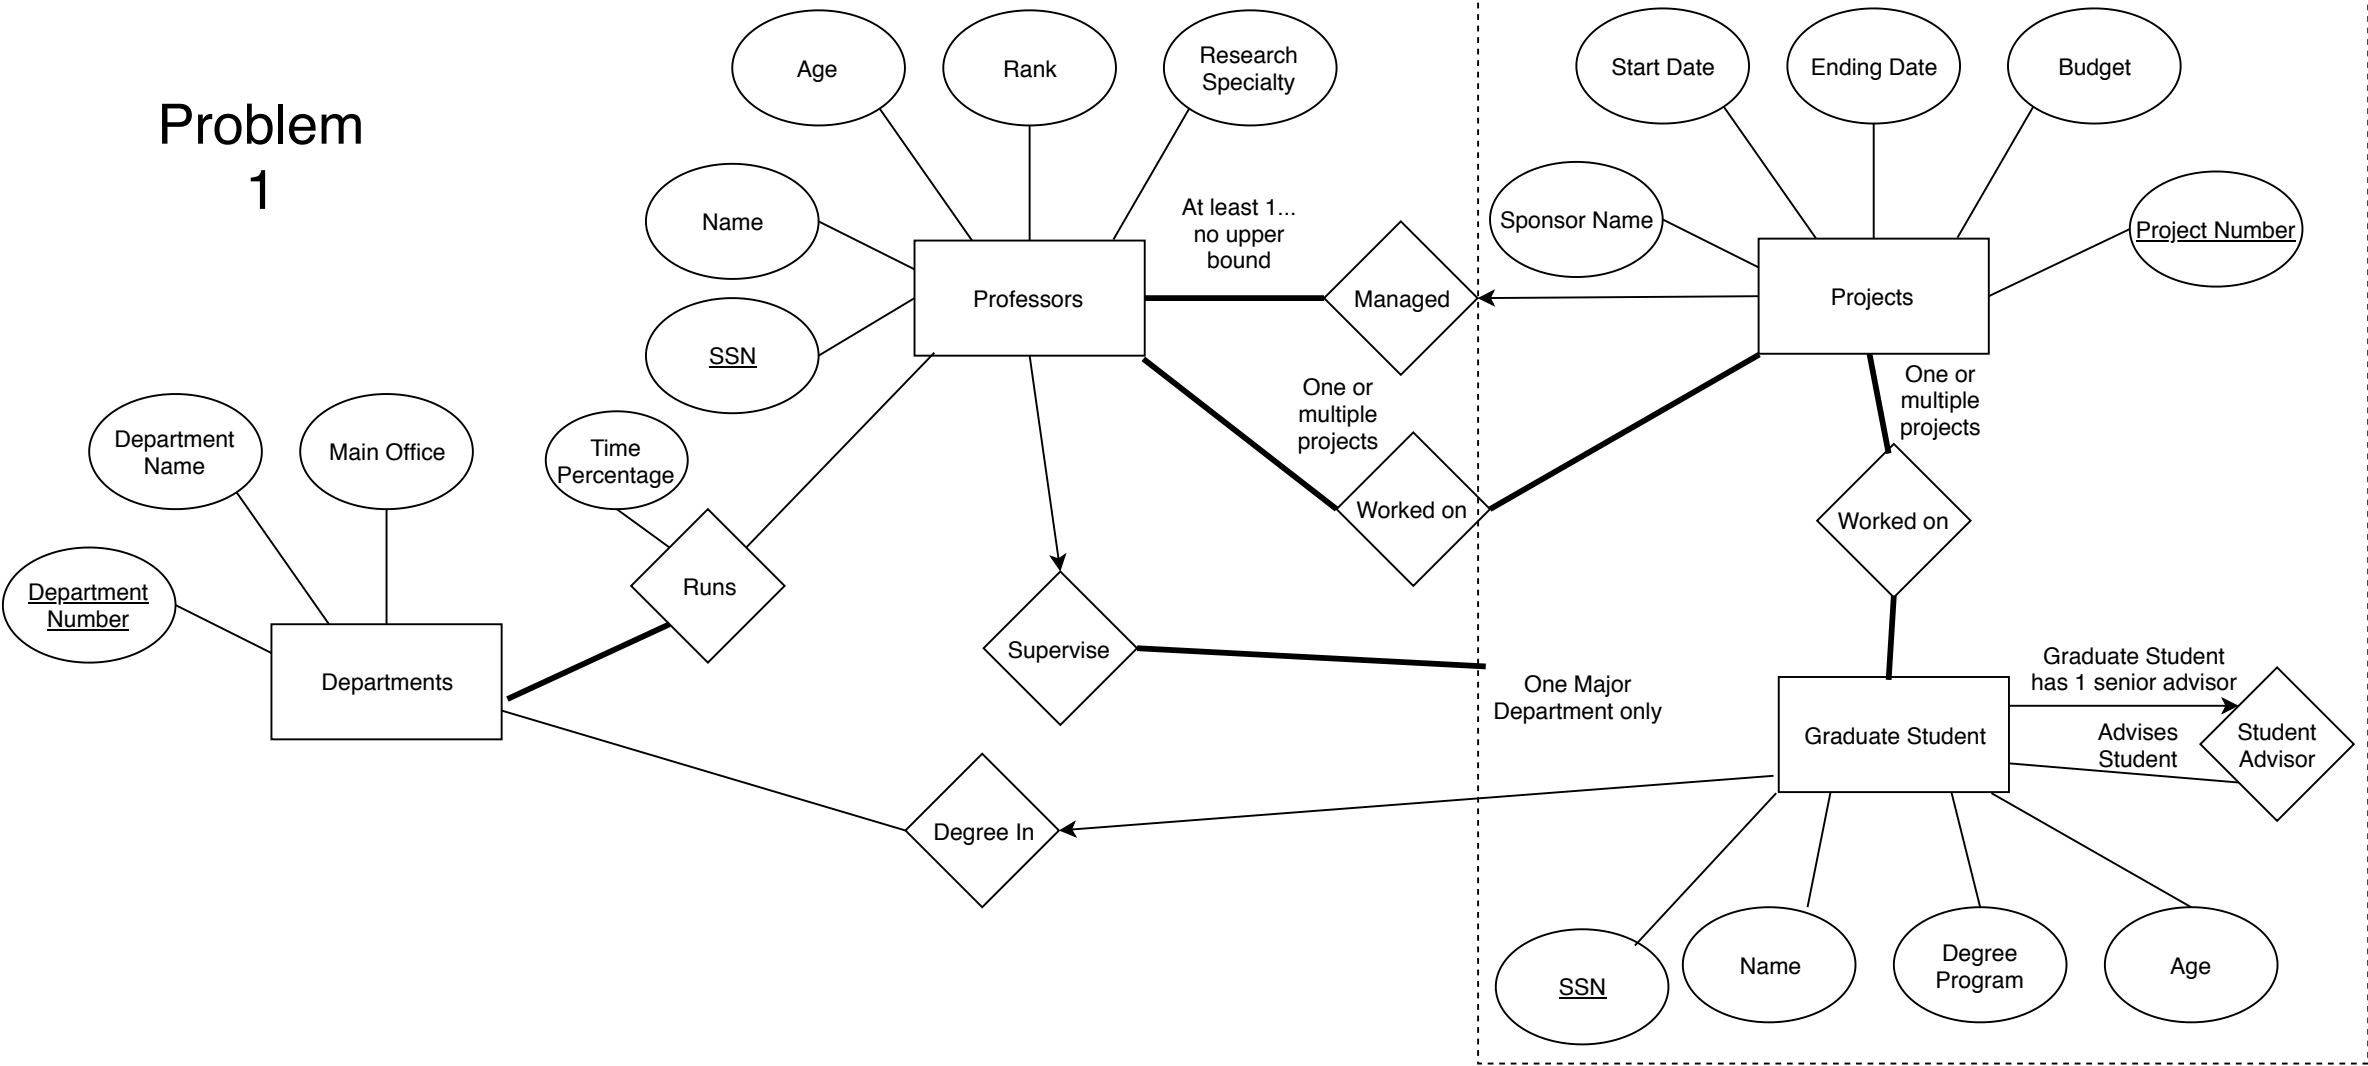 Problem
1
Age
Rank
Research
Specialty
Start Date
Ending Date
Budget
Name
At least 1...
no upper
bound
Sponsor Name
Project Number
Professors
Managed
Projects
SSN
One or
multiple
projects
One or
multiple
projects
Department
Name
Main Office
Time
Percentage
Worked on
Worked on
Department
Number
Runs
Supervise
Departments
One Major
Department only
Graduate Student
has 1 senior advisor
Graduate Student
Advises
Student
Student
Advisor
Degree In
SSN
Name
Degree
Program
Age